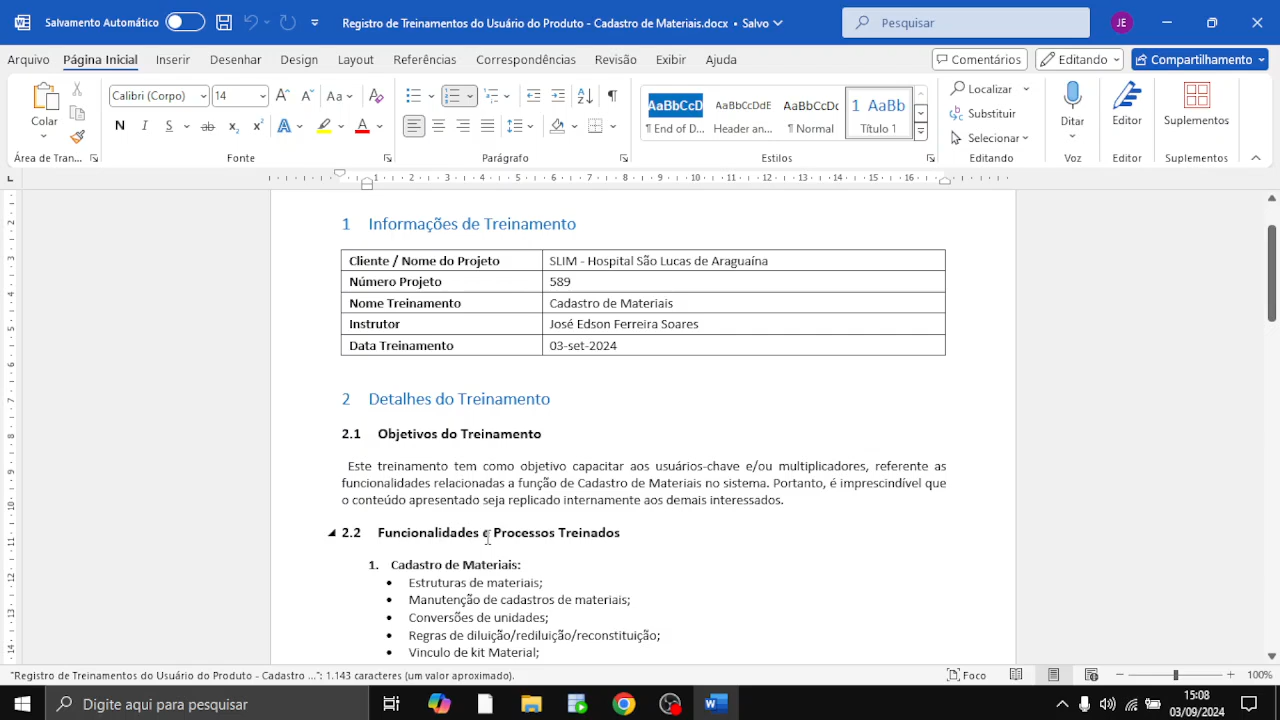 Salvamento Automático
Registro de Treinamentos do Usuário do Produto - Cadastro de Materiais.docx • Salvo
Pesquisar
JE
Arquivo Página Inicial Inserir Desenhar Design Layout Referências Correspondências Revisão Exibir Ajuda
Comentários
Editando
Compartilhamento
Colar
Calibri (Corpo) 14
AaBbCcD AaBbCcDdE AaBbCcDc 1 AaBb
¶ End of D... Header an... ¶ Normal Título 1
Localizar
Substituir
Selecionar
Ditar
Editor
Suplementos
Área de Tran... Fonte Parágrafo Estilos Editando Voz Editor Suplementos
1 Informações de Treinamento
Cliente / Nome do Projeto SLIM - Hospital São Lucas de Araguaína
Número Projeto 589
Nome Treinamento Cadastro de Materiais
Instrutor José Edson Ferreira Soares
Data Treinamento 03-set-2024
2 Detalhes do Treinamento
2.1 Objetivos do Treinamento
Este treinamento tem como objetivo capacitar aos usuários-chave e/ou multiplicadores, referente as
funcionalidades relacionadas a função de Cadastro de Materiais no sistema. Portanto, é imprescindível que
o conteúdo apresentado seja replicado internamente aos demais interessados.
2.2 Funcionalidades e Processos Treinados
1. Cadastro de Materiais:
• Estruturas de materiais;
• Manutenção de cadastros de materiais;
• Conversões de unidades;
• Regras de diluição/rediluição/reconstituição;
• Vinculo de kit Material;
"Registro de Treinamentos do Usuário do Produto - Cadastro ...": 1.143 caracteres (um valor aproximado).
Foco
100%
Digite aqui para pesquisar
15:08
03/09/2024